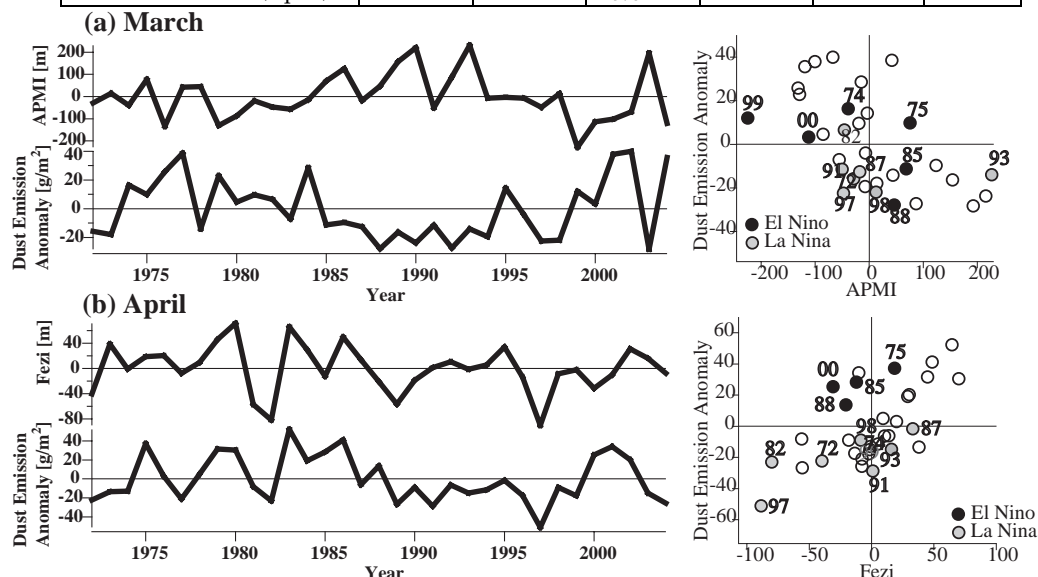 (a) March
APMI [m]
200
100
0
-100
-200
Dust Emission
Anomaly [g/m²]
40
20
0
-20
1975 1980 1985 1990 1995 2000
Year
Dust Emission Anomaly
40
20
0
-20
-40
99
00
74
75
82
91
72
97
87
98
85
88
93
El Nino
La Nina
-200 -100 0 100 200
APMI
(b) April
Fezi [m]
40
0
-40
-80
Dust Emission
Anomaly [g/m²]
40
20
0
-20
-40
1975 1980 1985 1990 1995 2000
Year
Dust Emission Anomaly
60
40
20
0
-20
-40
-60
00
75
85
88
98
87
82
72
74
93
91
97
El Nino
La Nina
-100 -50 0 50 100
Fezi